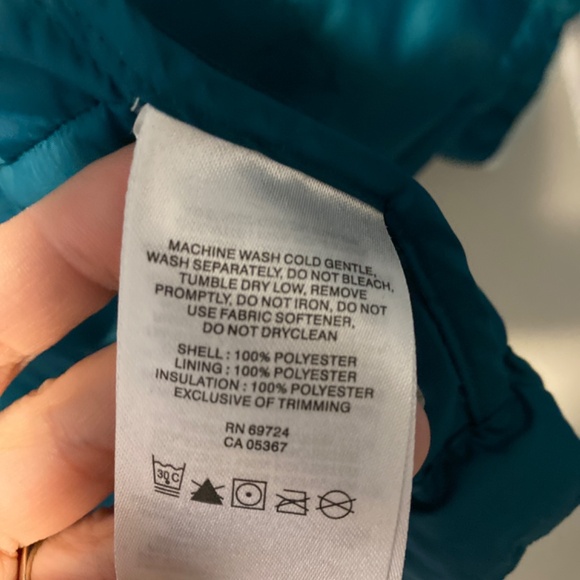 MACHINE WASH COLD GENTLE,
WASH SEPARATELY, DO NOT BLEACH,
TUMBLE DRY LOW, REMOVE
PROMPTLY, DO NOT IRON, DO NOT
USE FABRIC SOFTENER,
DO NOT DRYCLEAN
SHELL : 100% POLYESTER
LINING : 100% POLYESTER
INSULATION : 100% POLYESTER
EXCLUSIVE OF TRIMMING
RN 69724
CA 05367
30 C